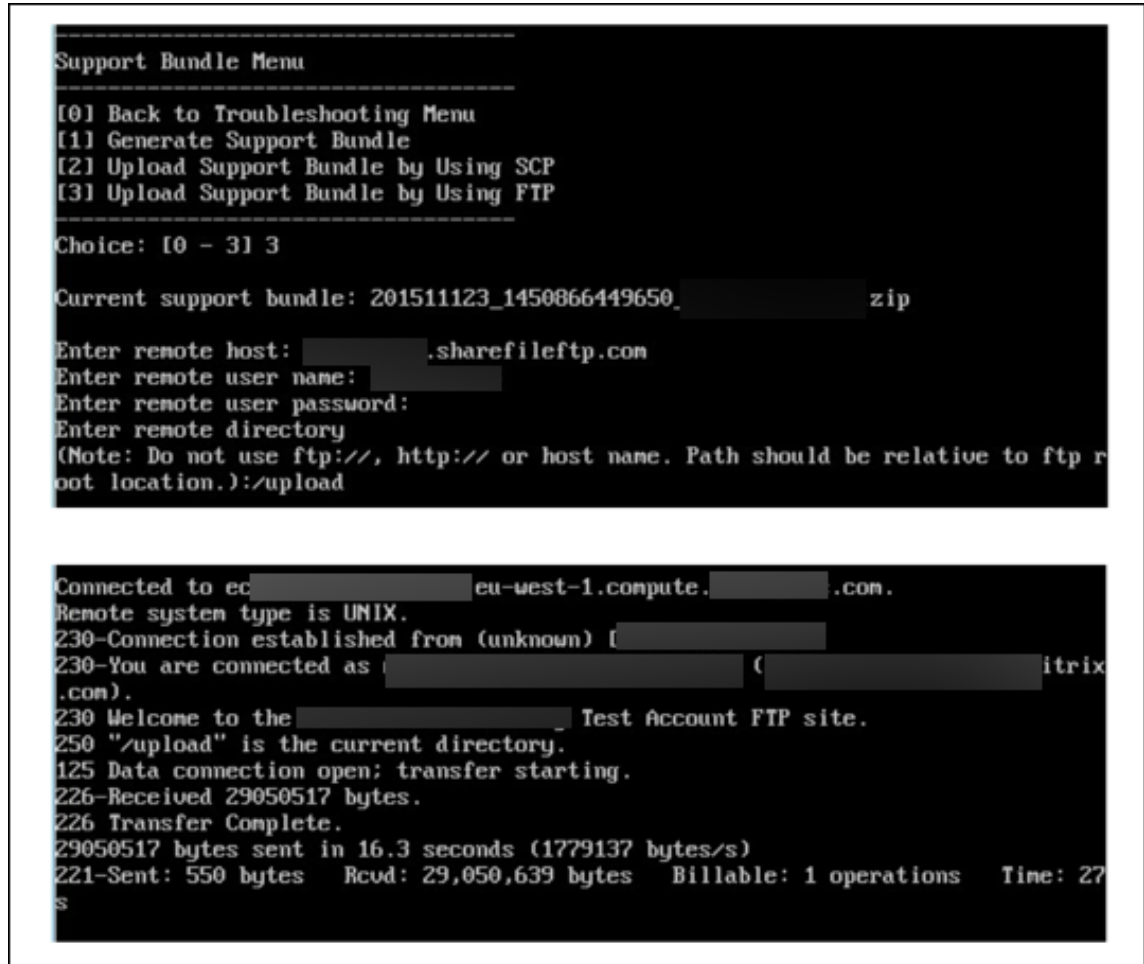 Support Bundle Menu
[0] Back to Troubleshooting Menu
[1] Generate Support Bundle
[2] Upload Support Bundle by Using SCP
[3] Upload Support Bundle by Using FTP
Choice: [0 - 3] 3
Current support bundle: 201511123_1450866449650_ zip
Enter remote host: .sharefileftp.com
Enter remote user name:
Enter remote user password:
Enter remote directory
(Note: Do not use ftp://, http:// or host name. Path should be relative to ftp r
oot location.):/upload
Connected to ec eu-west-1.compute. .com.
Remote system type is UNIX.
230-Connection established from (unknown) [
230-You are connected as ( itrix
.com).
230 Welcome to the Test Account FTP site.
250 "/upload" is the current directory.
125 Data connection open; transfer starting.
226-Received 29050517 bytes.
226 Transfer Complete.
29050517 bytes sent in 16.3 seconds (1779137 bytes/s)
221-Sent: 550 bytes Rcvd: 29,050,639 bytes Billable: 1 operations Time: 27
s